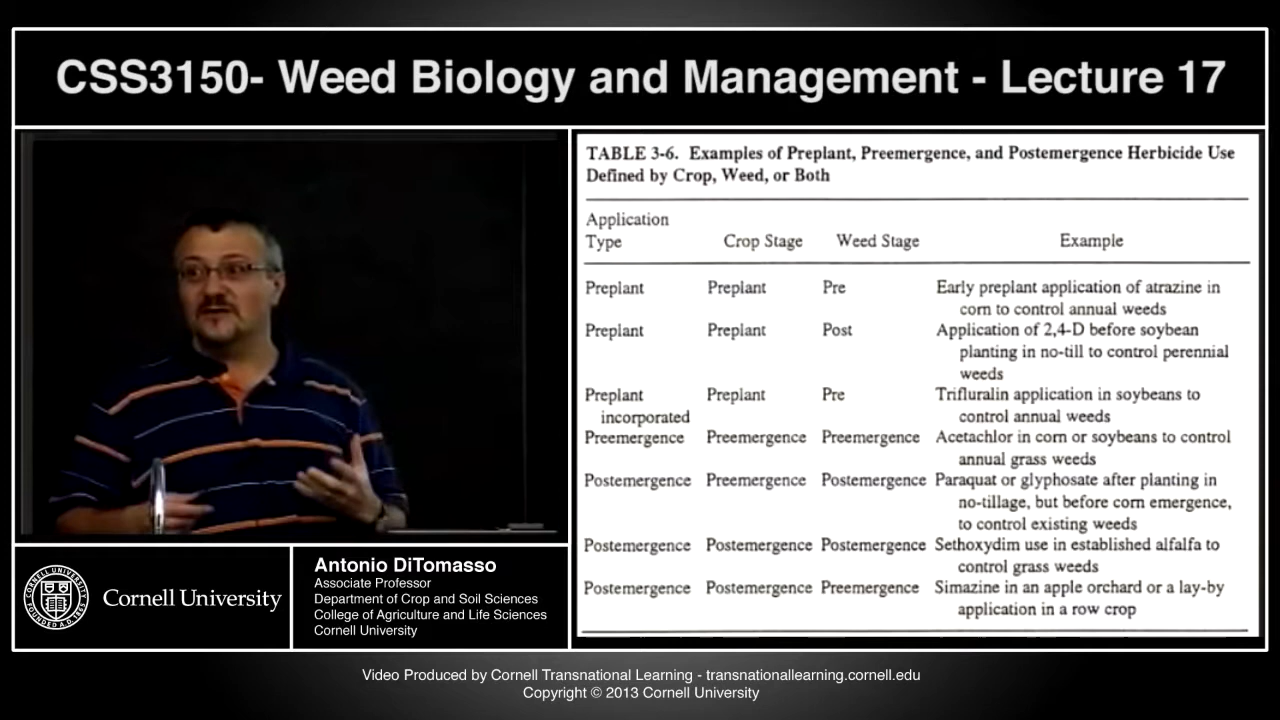 CSS3150- Weed Biology and Management - Lecture 17
TABLE 3-6. Examples of Preplant, Preemergence, and Postemergence Herbicide Use
Defined by Crop, Weed, or Both
Application
Type Crop Stage Weed Stage Example
Preplant Preplant Pre Early preplant application of atrazine in
corn to control annual weeds
Preplant Preplant Post Application of 2,4-D before soybean
planting in no-till to control perennial
weeds
Preplant Preplant Pre Trifluralin application in soybeans to
incorporated control annual weeds
Preemergence Preemergence Preemergence Acetachlor in corn or soybeans to control
annual grass weeds
Postemergence Preemergence Postemergence Paraquat or glyphosate after planting in
no-tillage, but before corn emergence,
to control existing weeds
Postemergence Postemergence Postemergence Sethoxydim use in established alfalfa to
control grass weeds
Postemergence Postemergence Preemergence Simazine in an apple orchard or a lay-by
application in a row crop
Cornell University
Antonio DiTomasso
Associate Professor
Department of Crop and Soil Sciences
College of Agriculture and Life Sciences
Cornell University
Video Produced by Cornell Transnational Learning - transnationallearning.cornell.edu
Copyright © 2013 Cornell University